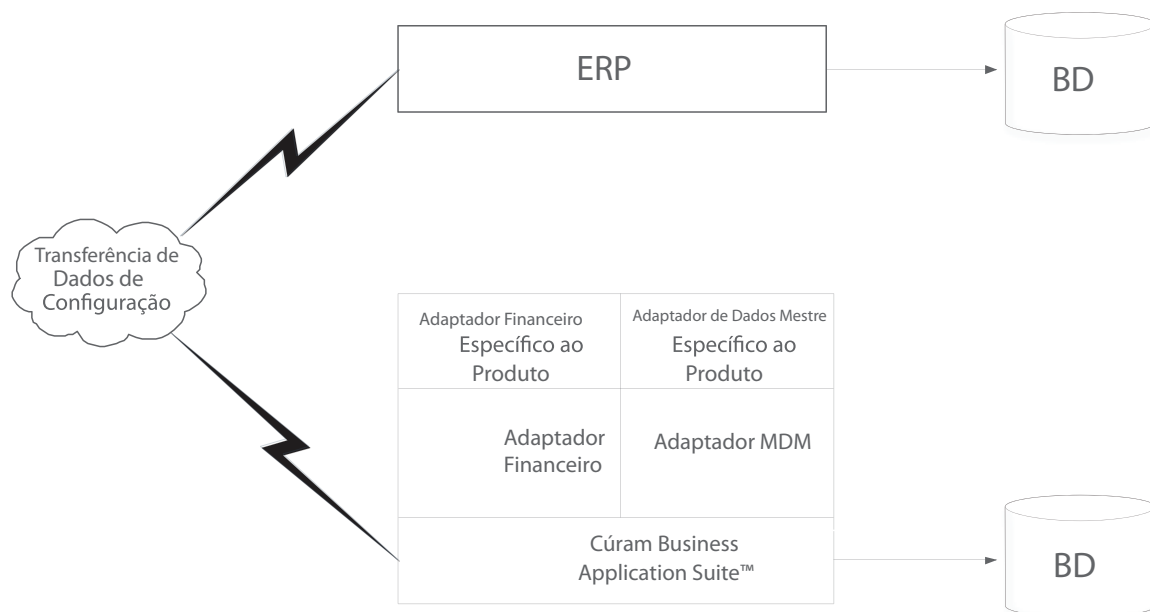 ERP
BD
Transferência de
Dados de
Configuração
Adaptador Financeiro
Específico ao
Produto
Adaptador de Dados Mestre
Específico ao
Produto
Adaptador
Financeiro
Adaptador MDM
Cúram Business
Application Suite™
BD